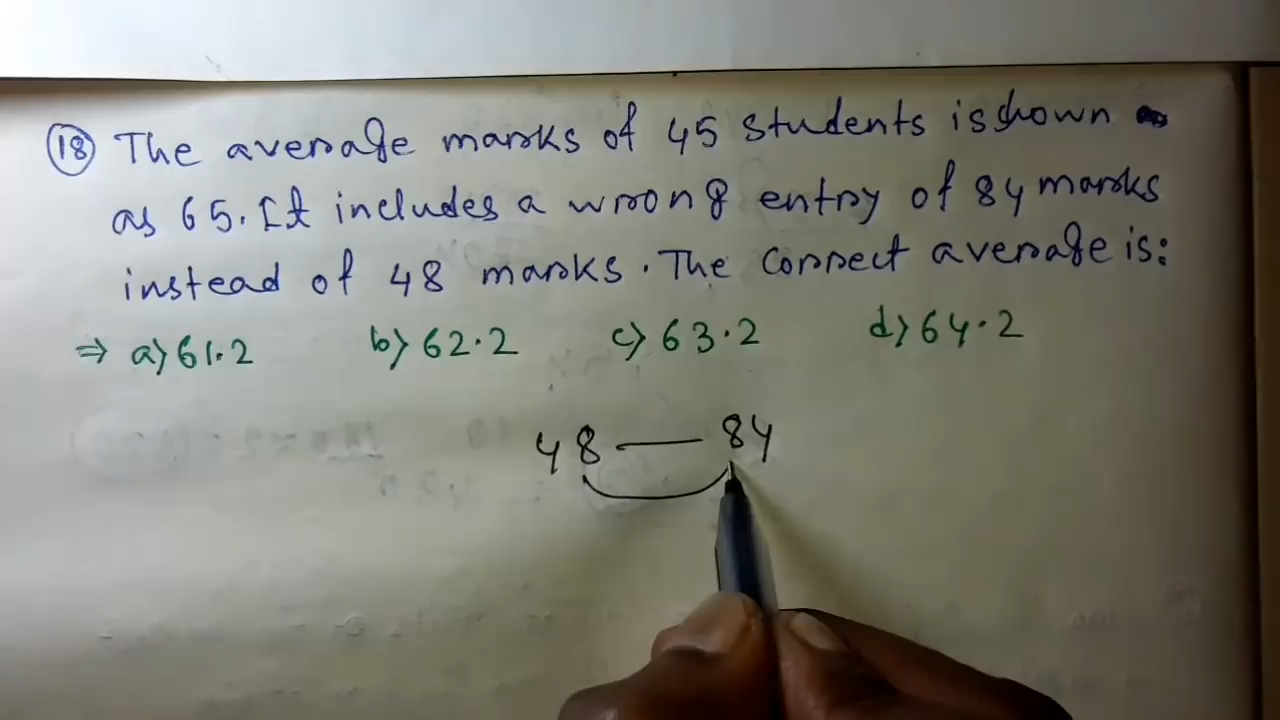 18 The average marks of 45 students is shown
as 65. It includes a wrong entry of 84 marks
instead of 48 marks. The correct average is:
⇒ a) 61.2 b) 62.2 c) 63.2 d) 64.2
48 — 84